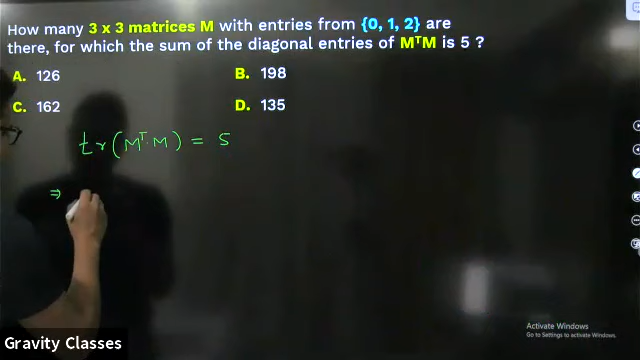 How many 3 x 3 matrices M with entries from {0, 1, 2} are
there, for which the sum of the diagonal entries of MᵀM is 5 ?
A. 126
B. 198
C. 162
D. 135
tr(Mᵀ·M) = 5
⇒
Activate Windows
Go to Settings to activate Windows.
Gravity Classes